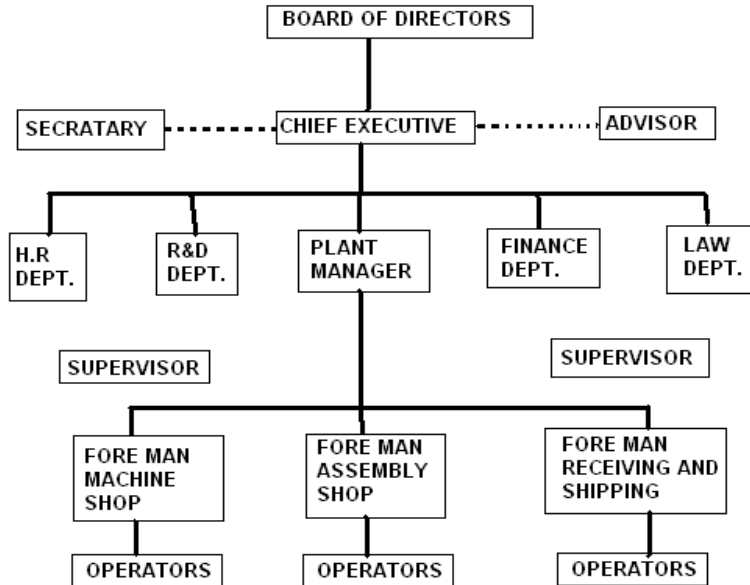 BOARD OF DIRECTORS
SECRATARY
CHIEF EXECUTIVE
ADVISOR
H.R
DEPT.
R&D
DEPT.
PLANT
MANAGER
FINANCE
DEPT.
LAW
DEPT.
SUPERVISOR
SUPERVISOR
FORE MAN
MACHINE
SHOP
FORE MAN
ASSEMBLY
SHOP
FORE MAN
RECEIVING AND
SHIPPING
OPERATORS
OPERATORS
OPERATORS